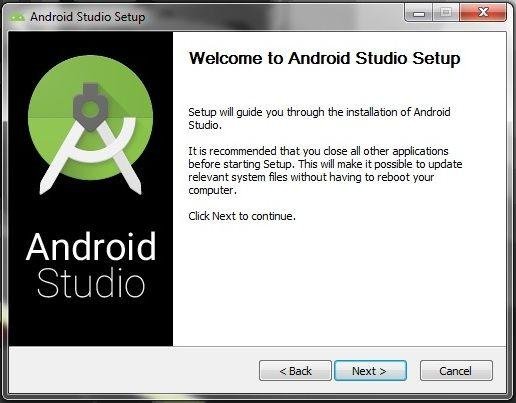 Android Studio Setup
Welcome to Android Studio Setup
Setup will guide you through the installation of Android
Studio.
It is recommended that you close all other applications
before starting Setup. This will make it possible to update
relevant system files without having to reboot your
computer.
Click Next to continue.
Android
Studio
< Back
Next >
Cancel